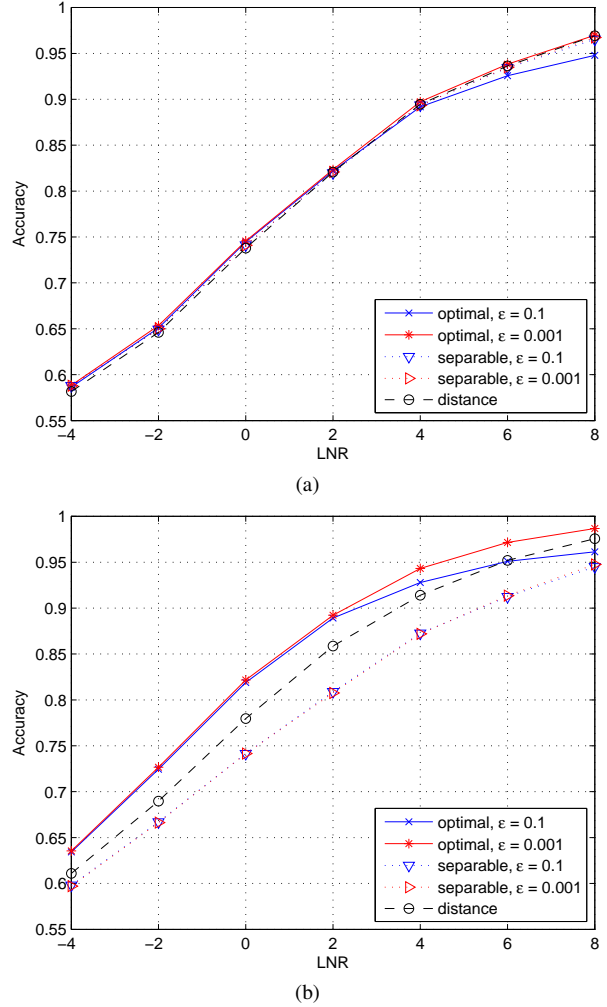 1
0.95
0.9
0.85
0.8
0.75
0.7
0.65
0.6
0.55
Accuracy
−4 −2 0 2 4 6 8
LNR
optimal, ε = 0.1
optimal, ε = 0.001
separable, ε = 0.1
separable, ε = 0.001
distance
(a)
1
0.95
0.9
0.85
0.8
0.75
0.7
0.65
0.6
0.55
Accuracy
−4 −2 0 2 4 6 8
LNR
optimal, ε = 0.1
optimal, ε = 0.001
separable, ε = 0.1
separable, ε = 0.001
distance
(b)